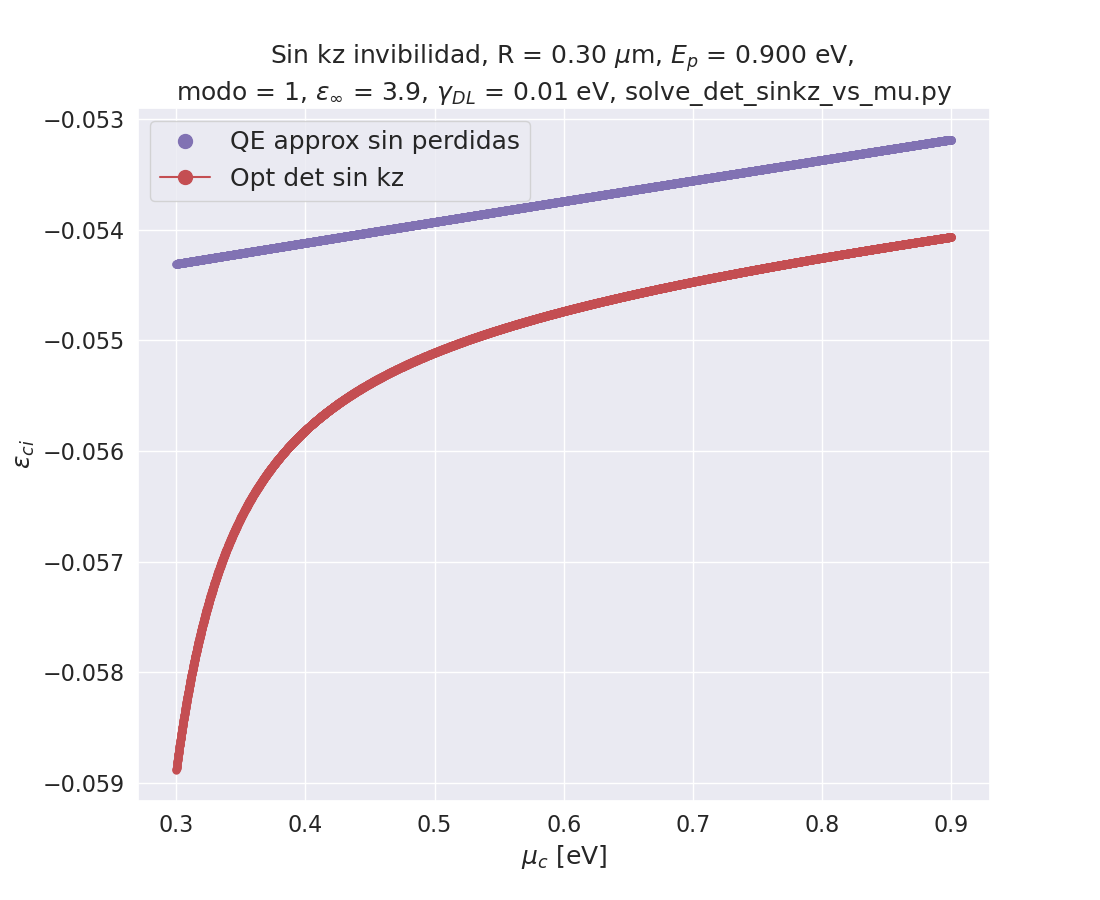 Sin kz invibilidad, R = 0.30 μm, E_p = 0.900 eV,
modo = 1, ε_∞ = 3.9, γ_DL = 0.01 eV, solve_det_sinkz_vs_mu.py
QE approx sin perdidas
Opt det sin kz
−0.053
−0.054
−0.055
−0.056
−0.057
−0.058
−0.059
ε_ci
0.3 0.4 0.5 0.6 0.7 0.8 0.9
μ_c [eV]